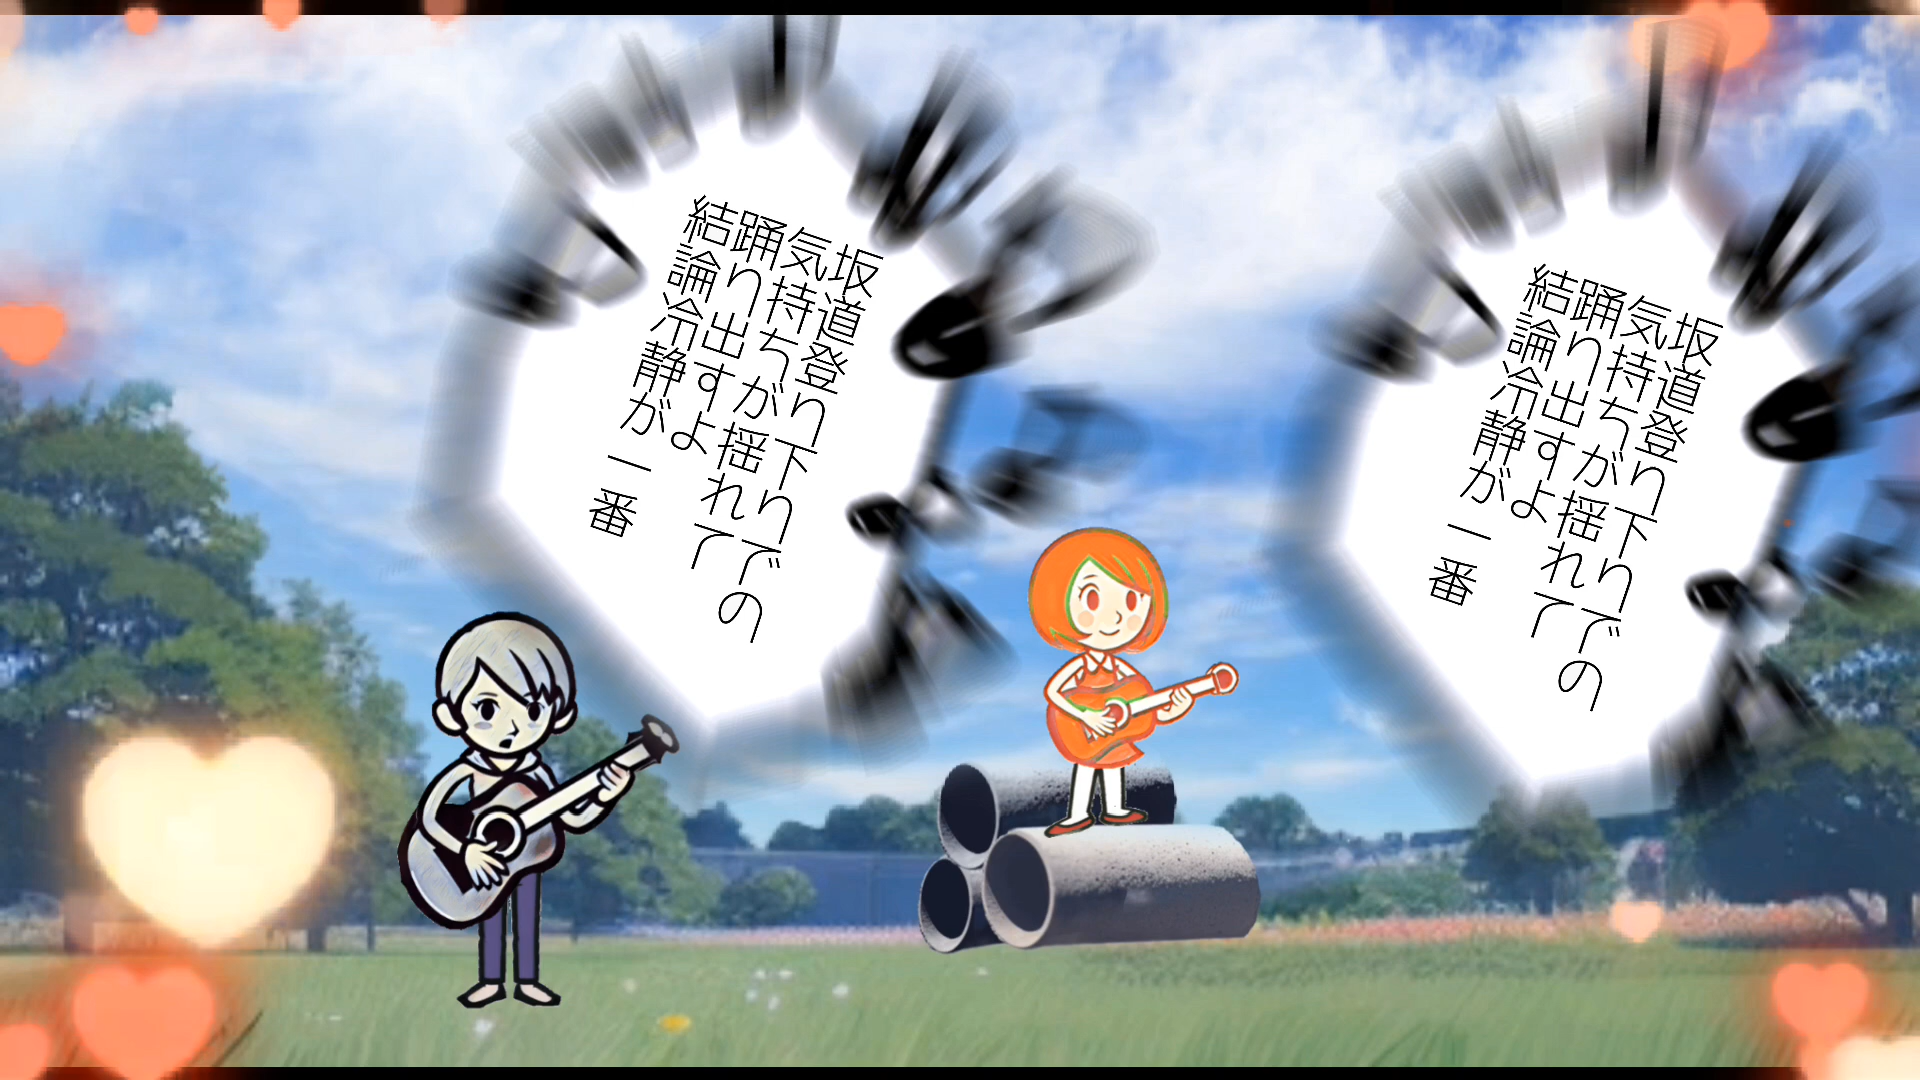 坂道登り下りでの
気持ちが揺れて
踊り出すよ
結論冷静が一番
坂道登り下りでの
気持ちが揺れて
踊り出すよ
結論冷静が一番